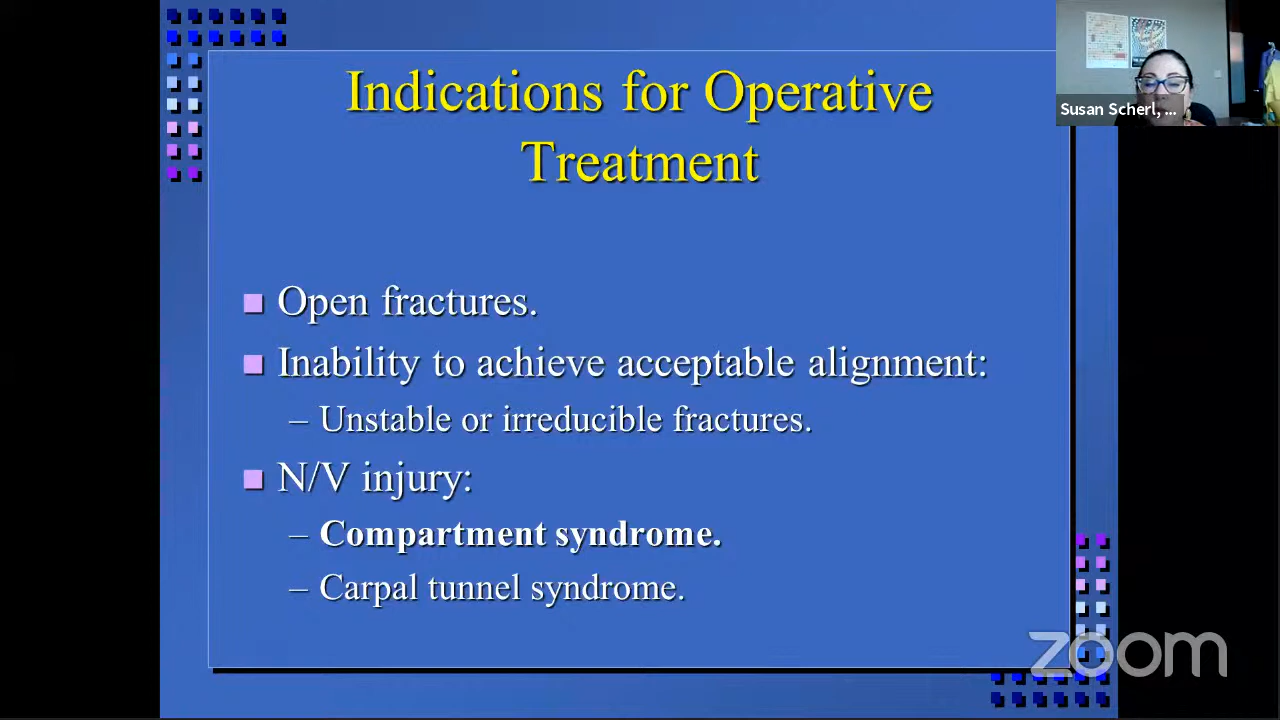 Indications for Operative
Treatment
Susan Scherl, ...
Open fractures.
Inability to achieve acceptable alignment:
– Unstable or irreducible fractures.
N/V injury:
– Compartment syndrome.
– Carpal tunnel syndrome.
zoom